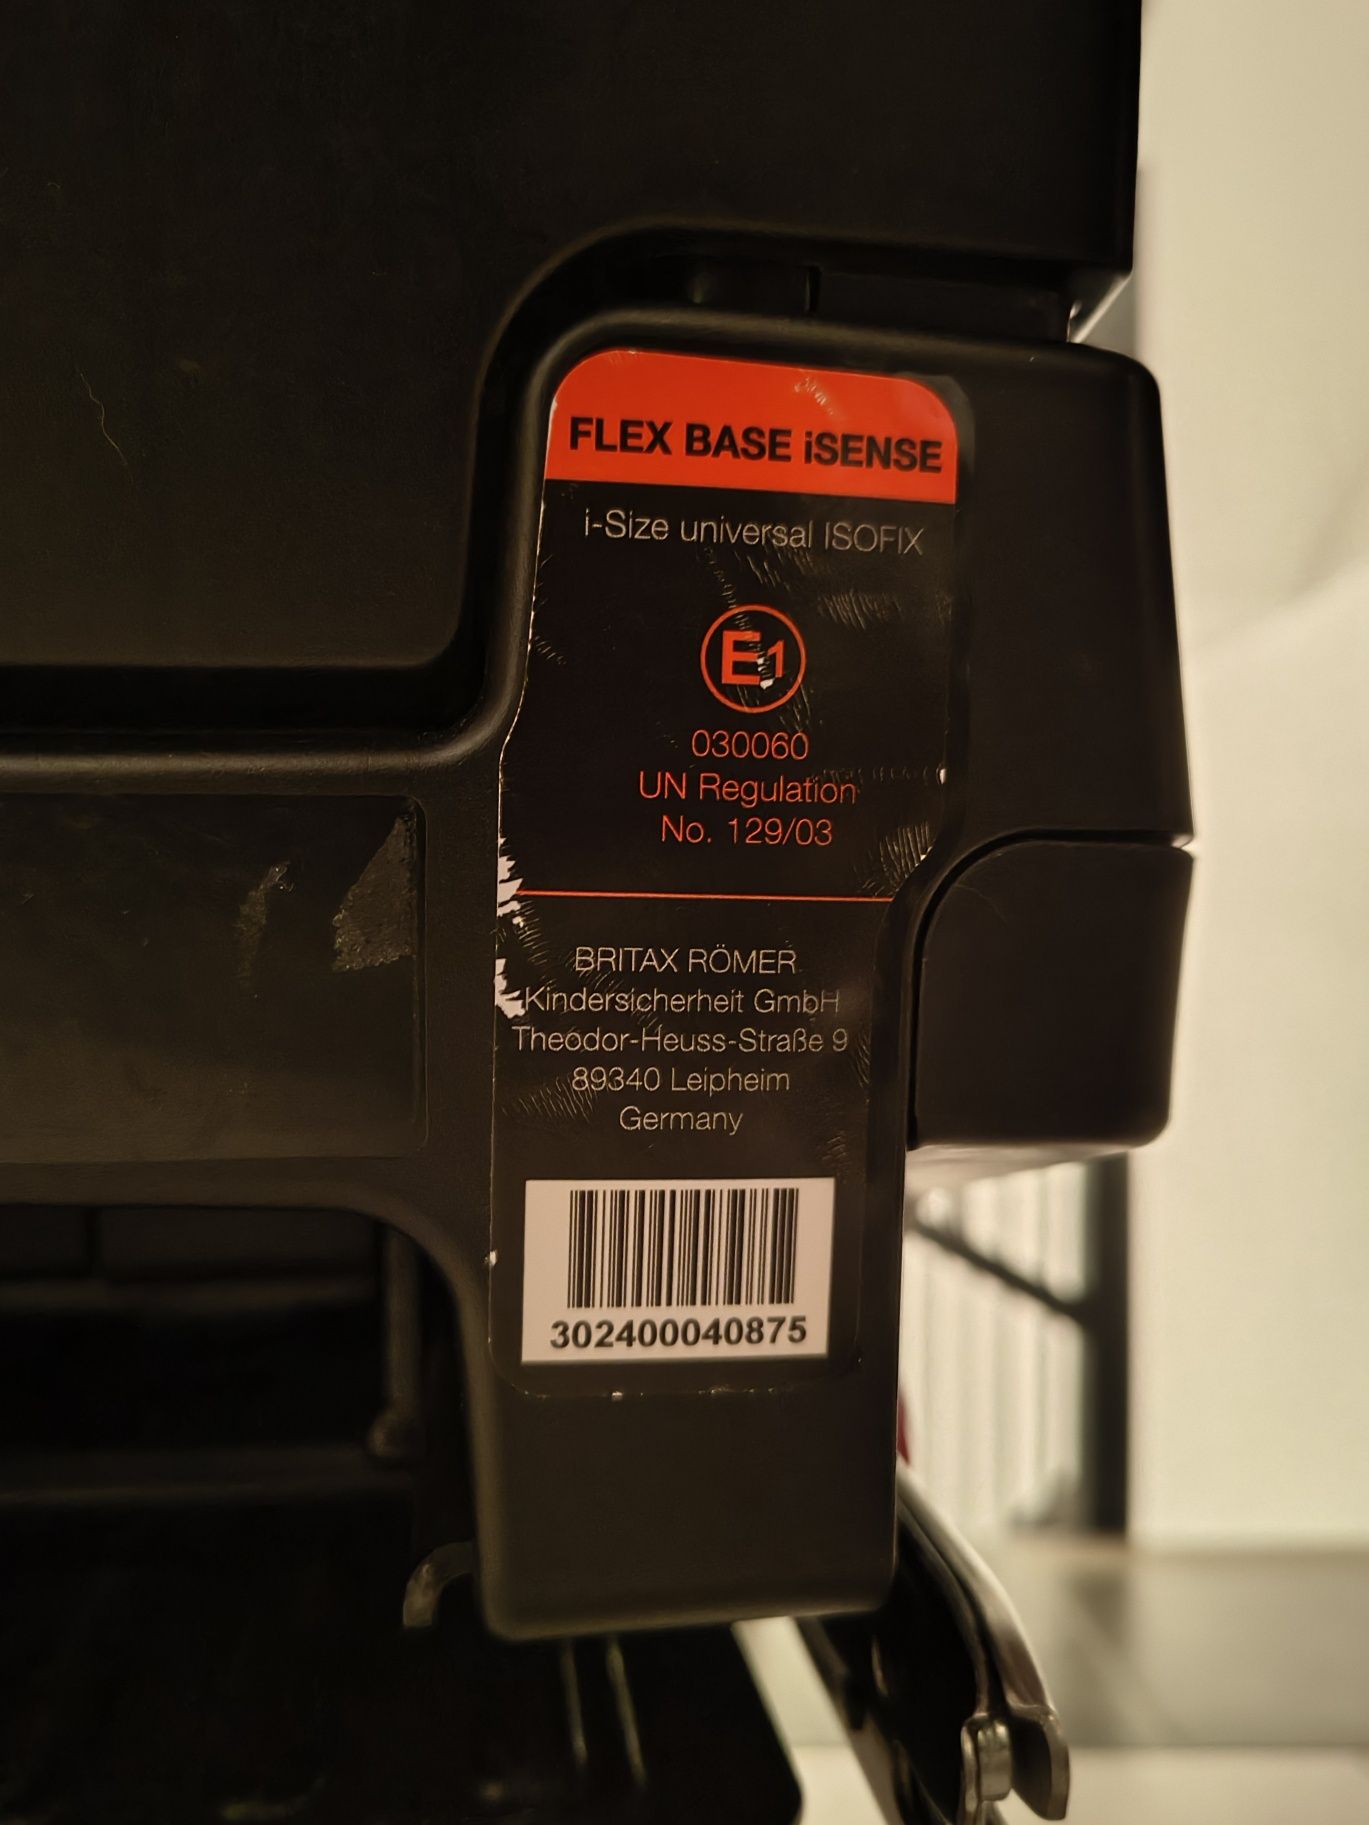 FLEX BASE iSENSE
i-Size universal ISOFIX
E1
030060
UN Regulation
No. 129/03
BRITAX RÖMER
Kindersicherheit GmbH
Theodor-Heuss-Straße 9
89340 Leipheim
Germany
302400040875